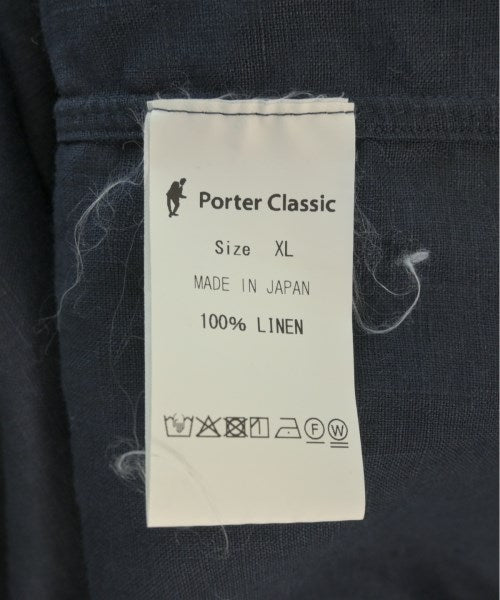 Porter Classic
Size XL
MADE IN JAPAN
100% LINEN
F W